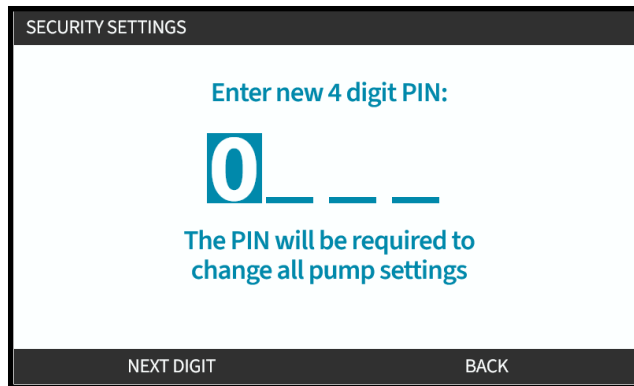 SECURITY SETTINGS
Enter new 4 digit PIN:
0_ _ _
The PIN will be required to
change all pump settings
NEXT DIGIT BACK